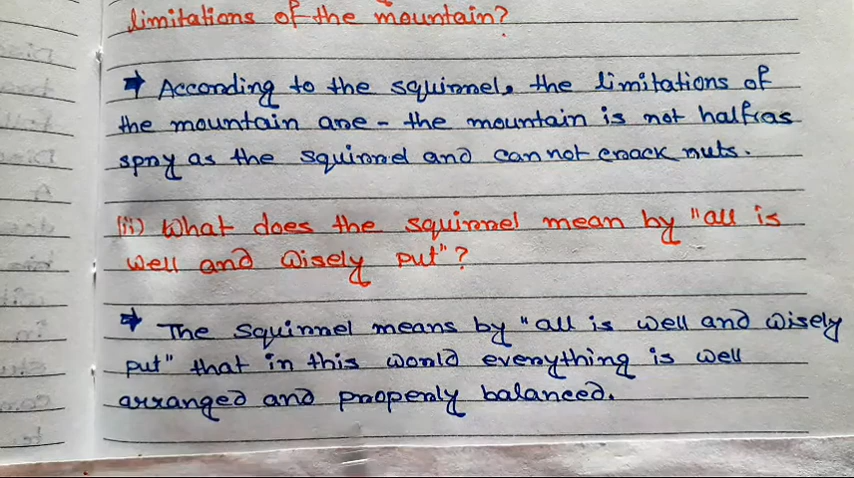 limitations of the mountain?
→ According to the squirrel, the limitations of
the mountain are - the mountain is not half as
spry as the squirrel and cannot crack nuts.
(ii) What does the squirrel mean by "all is
well and wisely put"?
→ The squirrel means by "all is well and wisely
put" that in this world everything is well
arranged and properly balanced.